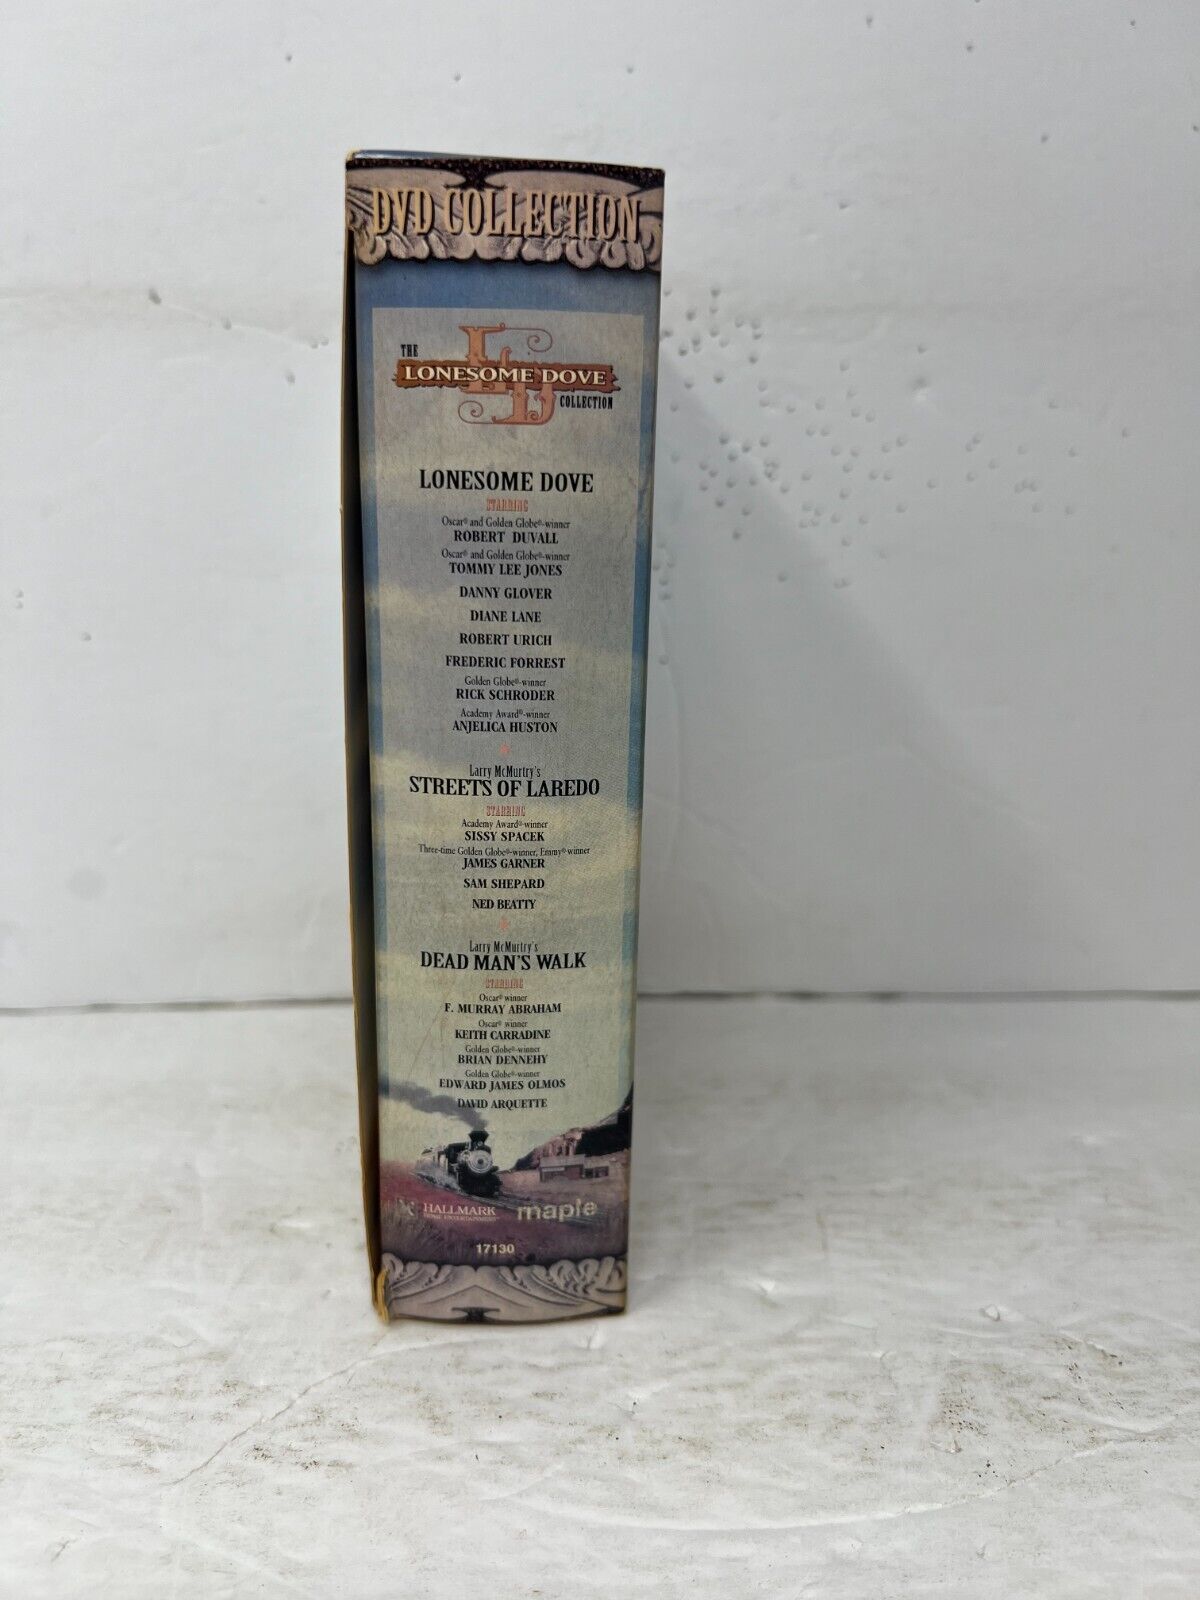 DVD COLLECTION
LD
THE
LONESOME DOVE
COLLECTION
LONESOME DOVE
STARRING
Oscar® and Golden Globe®-winner
ROBERT DUVALL
Oscar® and Golden Globe®-winner
TOMMY LEE JONES
DANNY GLOVER
DIANE LANE
ROBERT URICH
FREDERIC FORREST
Golden Globe®-winner
RICK SCHRODER
Academy Award®-winner
ANJELICA HUSTON
Larry McMurtry's
STREETS OF LAREDO
STARRING
Academy Award®-winner
SISSY SPACEK
Three-time Golden Globe®-winner, Emmy®winner
JAMES GARNER
SAM SHEPARD
NED BEATTY
Larry McMurtry's
DEAD MAN'S WALK
STARRING
Oscar® winner
F. MURRAY ABRAHAM
Oscar® winner
KEITH CARRADINE
Golden Globe®-winner
BRIAN DENNEHY
Golden Globe®-winner
EDWARD JAMES OLMOS
DAVID ARQUETTE
HALLMARK maple
HOME ENTERTAINMENT
17130